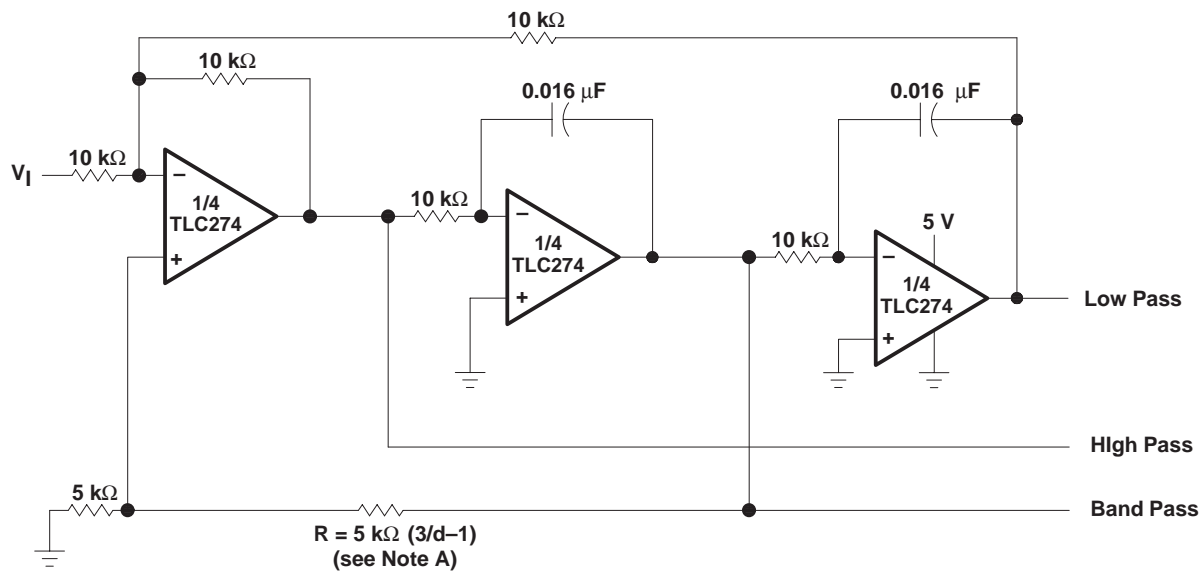 10 kΩ
10 kΩ
0.016 μF
0.016 μF
10 kΩ
VI
–
1/4
TLC274
+
10 kΩ
–
1/4
TLC274
+
10 kΩ
5 V
–
1/4
TLC274
+
Low Pass
HIgh Pass
5 kΩ
Band Pass
R = 5 kΩ (3/d–1)
(see Note A)